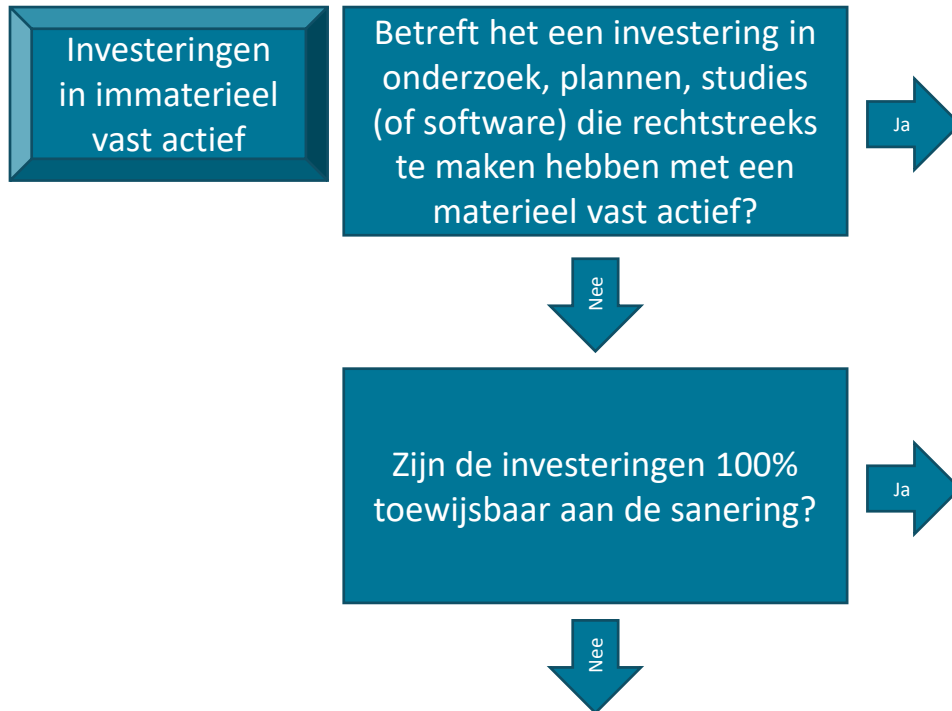 Investeringen
in immaterieel
vast actief
Betreft het een investering in
onderzoek, plannen, studies
(of software) die rechtstreeks
te maken hebben met een
materieel vast actief?
Ja
Nee
Zijn de investeringen 100%
toewijsbaar aan de sanering?
Ja
Nee